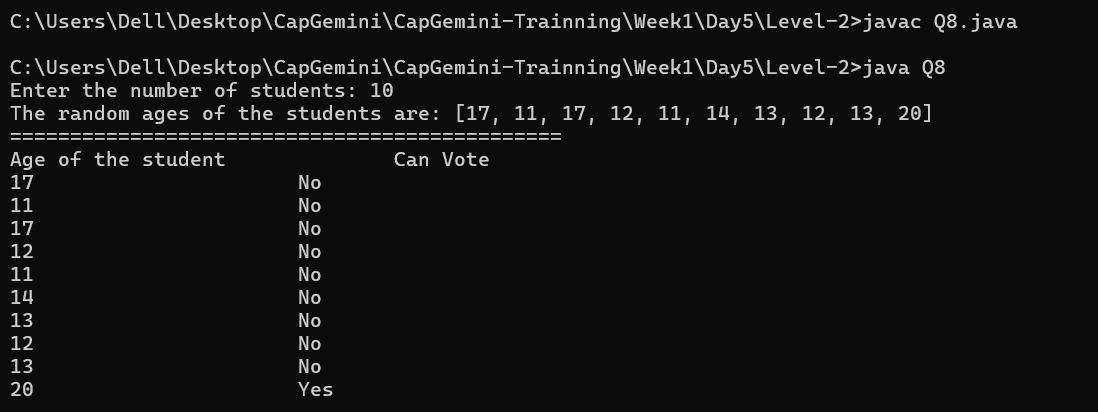 C:\Users\Dell\Desktop\CapGemini\CapGemini-Trainning\Week1\Day5\Level-2>javac Q8.java
C:\Users\Dell\Desktop\CapGemini\CapGemini-Trainning\Week1\Day5\Level-2>java Q8
Enter the number of students: 10
The random ages of the students are: [17, 11, 17, 12, 11, 14, 13, 12, 13, 20]
==============================================
Age of the student              Can Vote
17                      No
11                      No
17                      No
12                      No
11                      No
14                      No
13                      No
12                      No
13                      No
20                      Yes